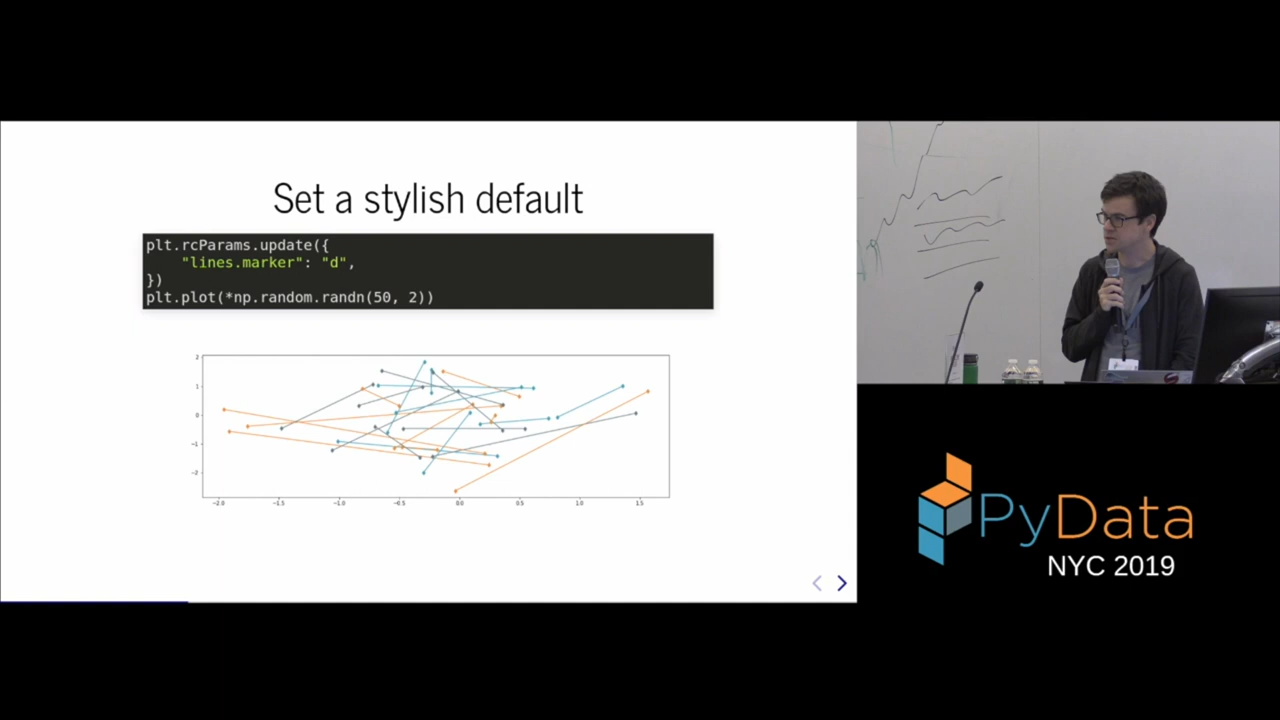 Set a stylish default
plt.rcParams.update({
    "lines.marker": "d",
})
plt.plot(*np.random.randn(50, 2))
2
1
0
−1
−2
−2.0 −1.5 −1.0 −0.5 0.0 0.5 1.0 1.5
PyData
NYC 2019